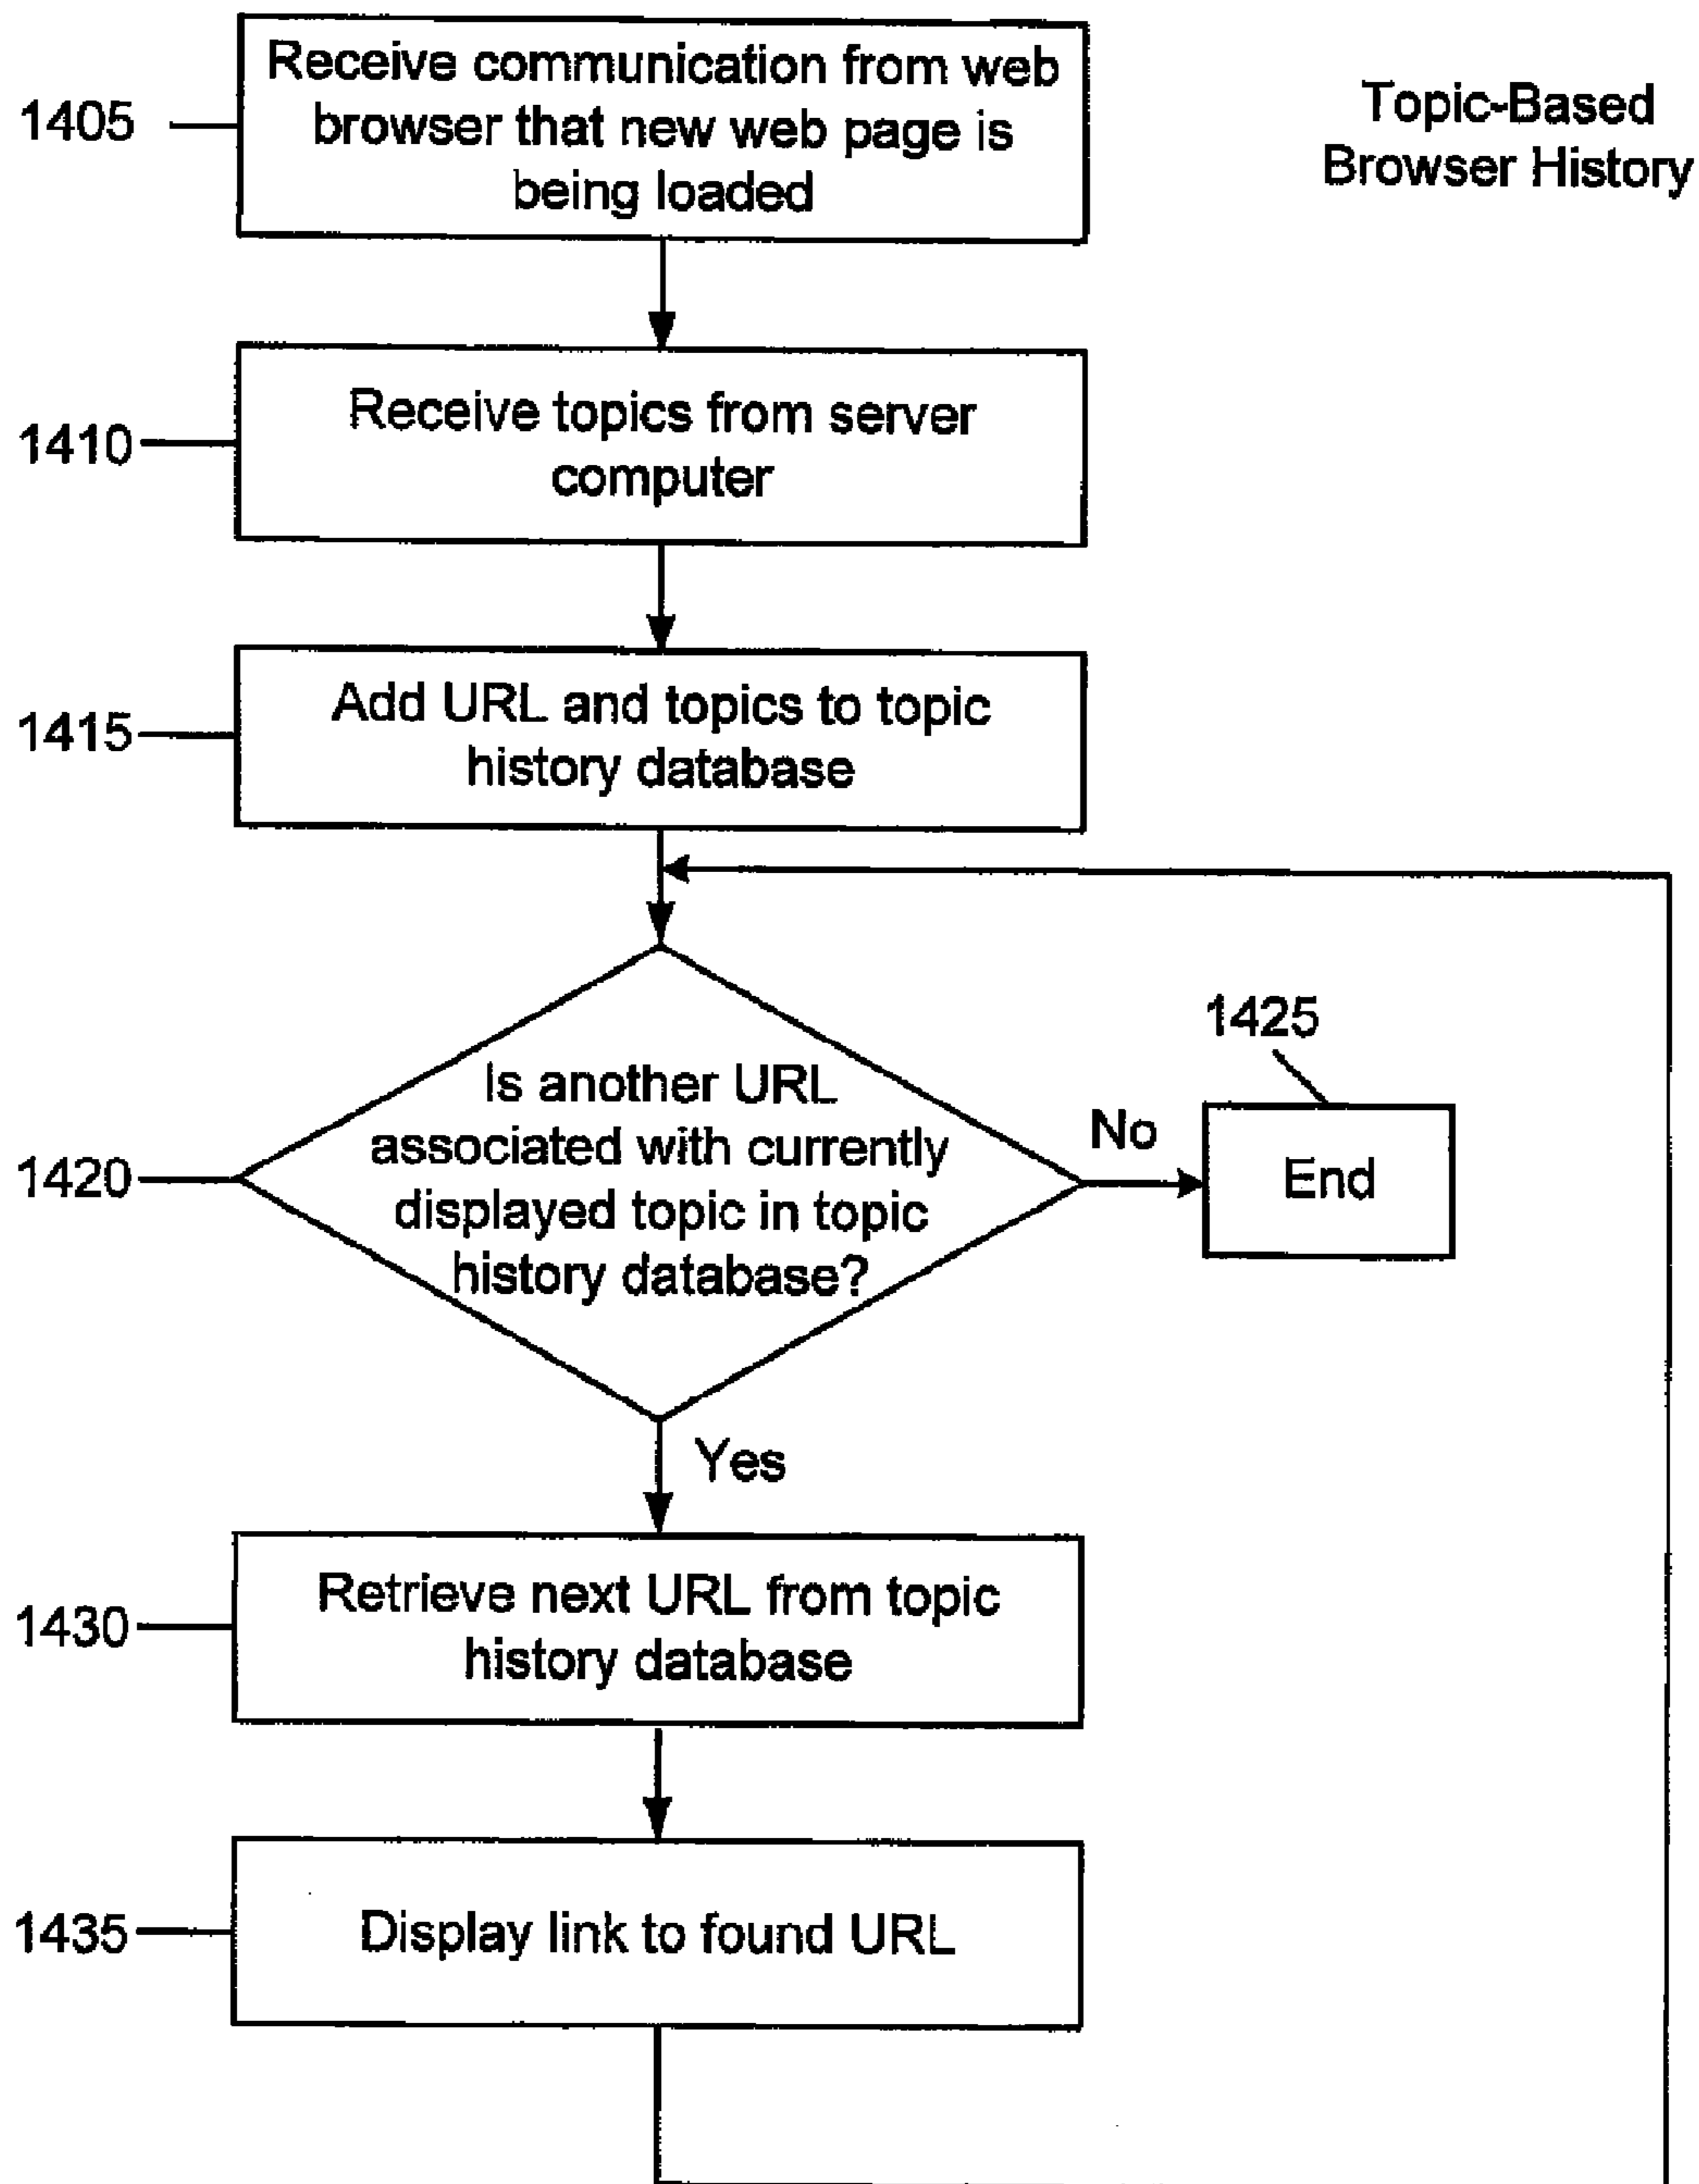 Receive communication from web
browser that new web page is
being loaded
1405
Topic-Based
Browser History
Receive topics from server
computer
1410
Add URL and topics to topic
history database
1415
Is another URL
associated with currently
displayed topic in topic
history database?
1420
No
1425
End
Yes
Retrieve next URL from topic
history database
1430
Display link to found URL
1435